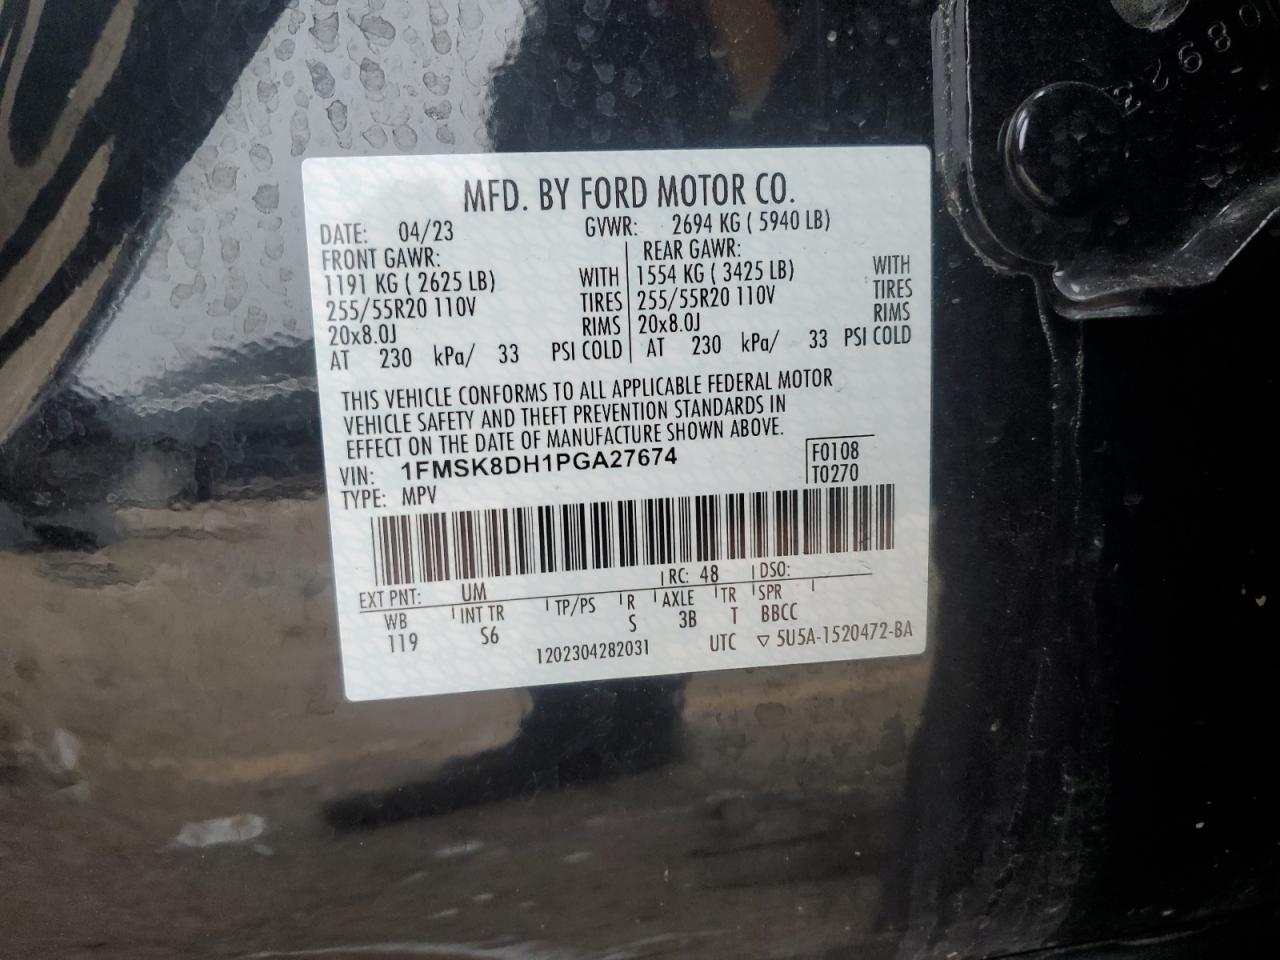 MFD. BY FORD MOTOR CO.
DATE: 04/23 GVWR: 2694 KG ( 5940 LB)
FRONT GAWR: REAR GAWR:
1191 KG ( 2625 LB) WITH 1554 KG ( 3425 LB) WITH
255/55R20 110V TIRES 255/55R20 110V TIRES
20x8.0J RIMS 20x8.0J RIMS
AT 230 kPa/ 33 PSI COLD AT 230 kPa/ 33 PSI COLD
THIS VEHICLE CONFORMS TO ALL APPLICABLE FEDERAL MOTOR
VEHICLE SAFETY AND THEFT PREVENTION STANDARDS IN
EFFECT ON THE DATE OF MANUFACTURE SHOWN ABOVE.
VIN: 1FMSK8DH1PGA27674 F0108
TYPE: MPV T0270
EXT PNT: UM RC: 48 DSO:
WB INT TR TP/PS R AXLE TR SPR
119 S6 S 3B T BBCC
1202304282031 UTC ▽ 5U5A-1520472-BA